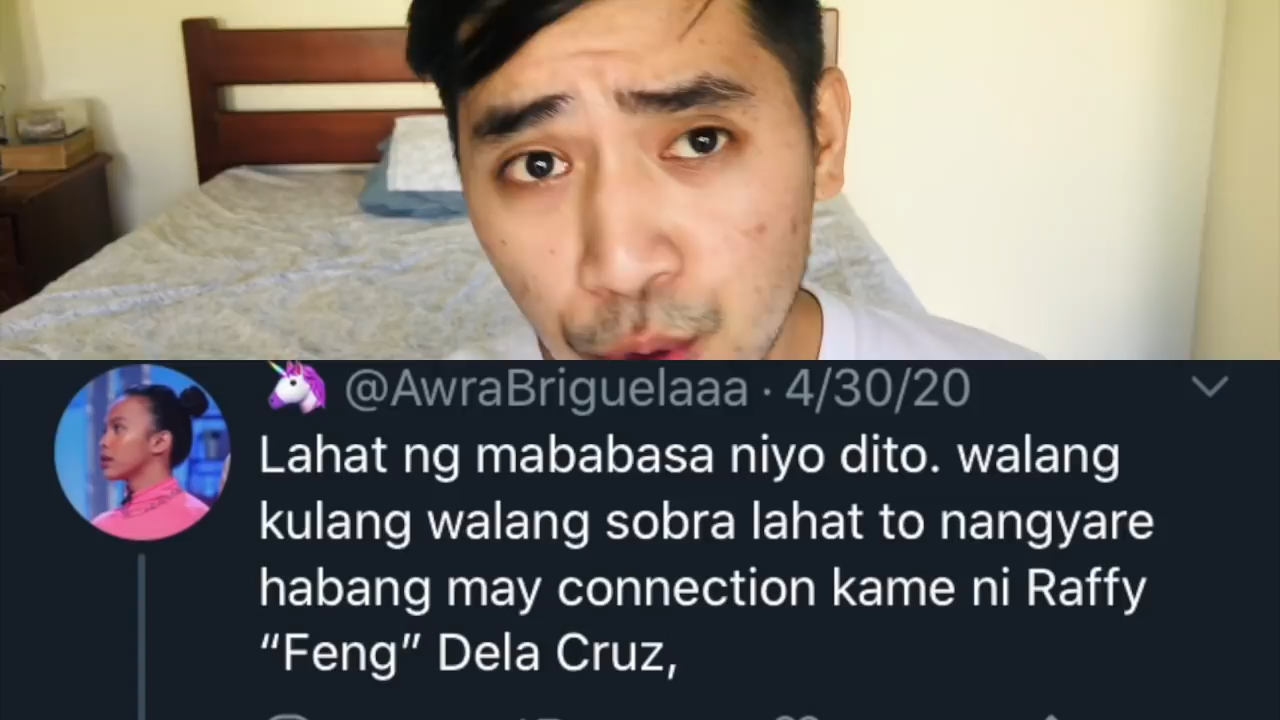 @AwraBriguelaaa · 4/30/20
Lahat ng mababasa niyo dito. walang
kulang walang sobra lahat to nangyare
habang may connection kame ni Raffy
“Feng” Dela Cruz,